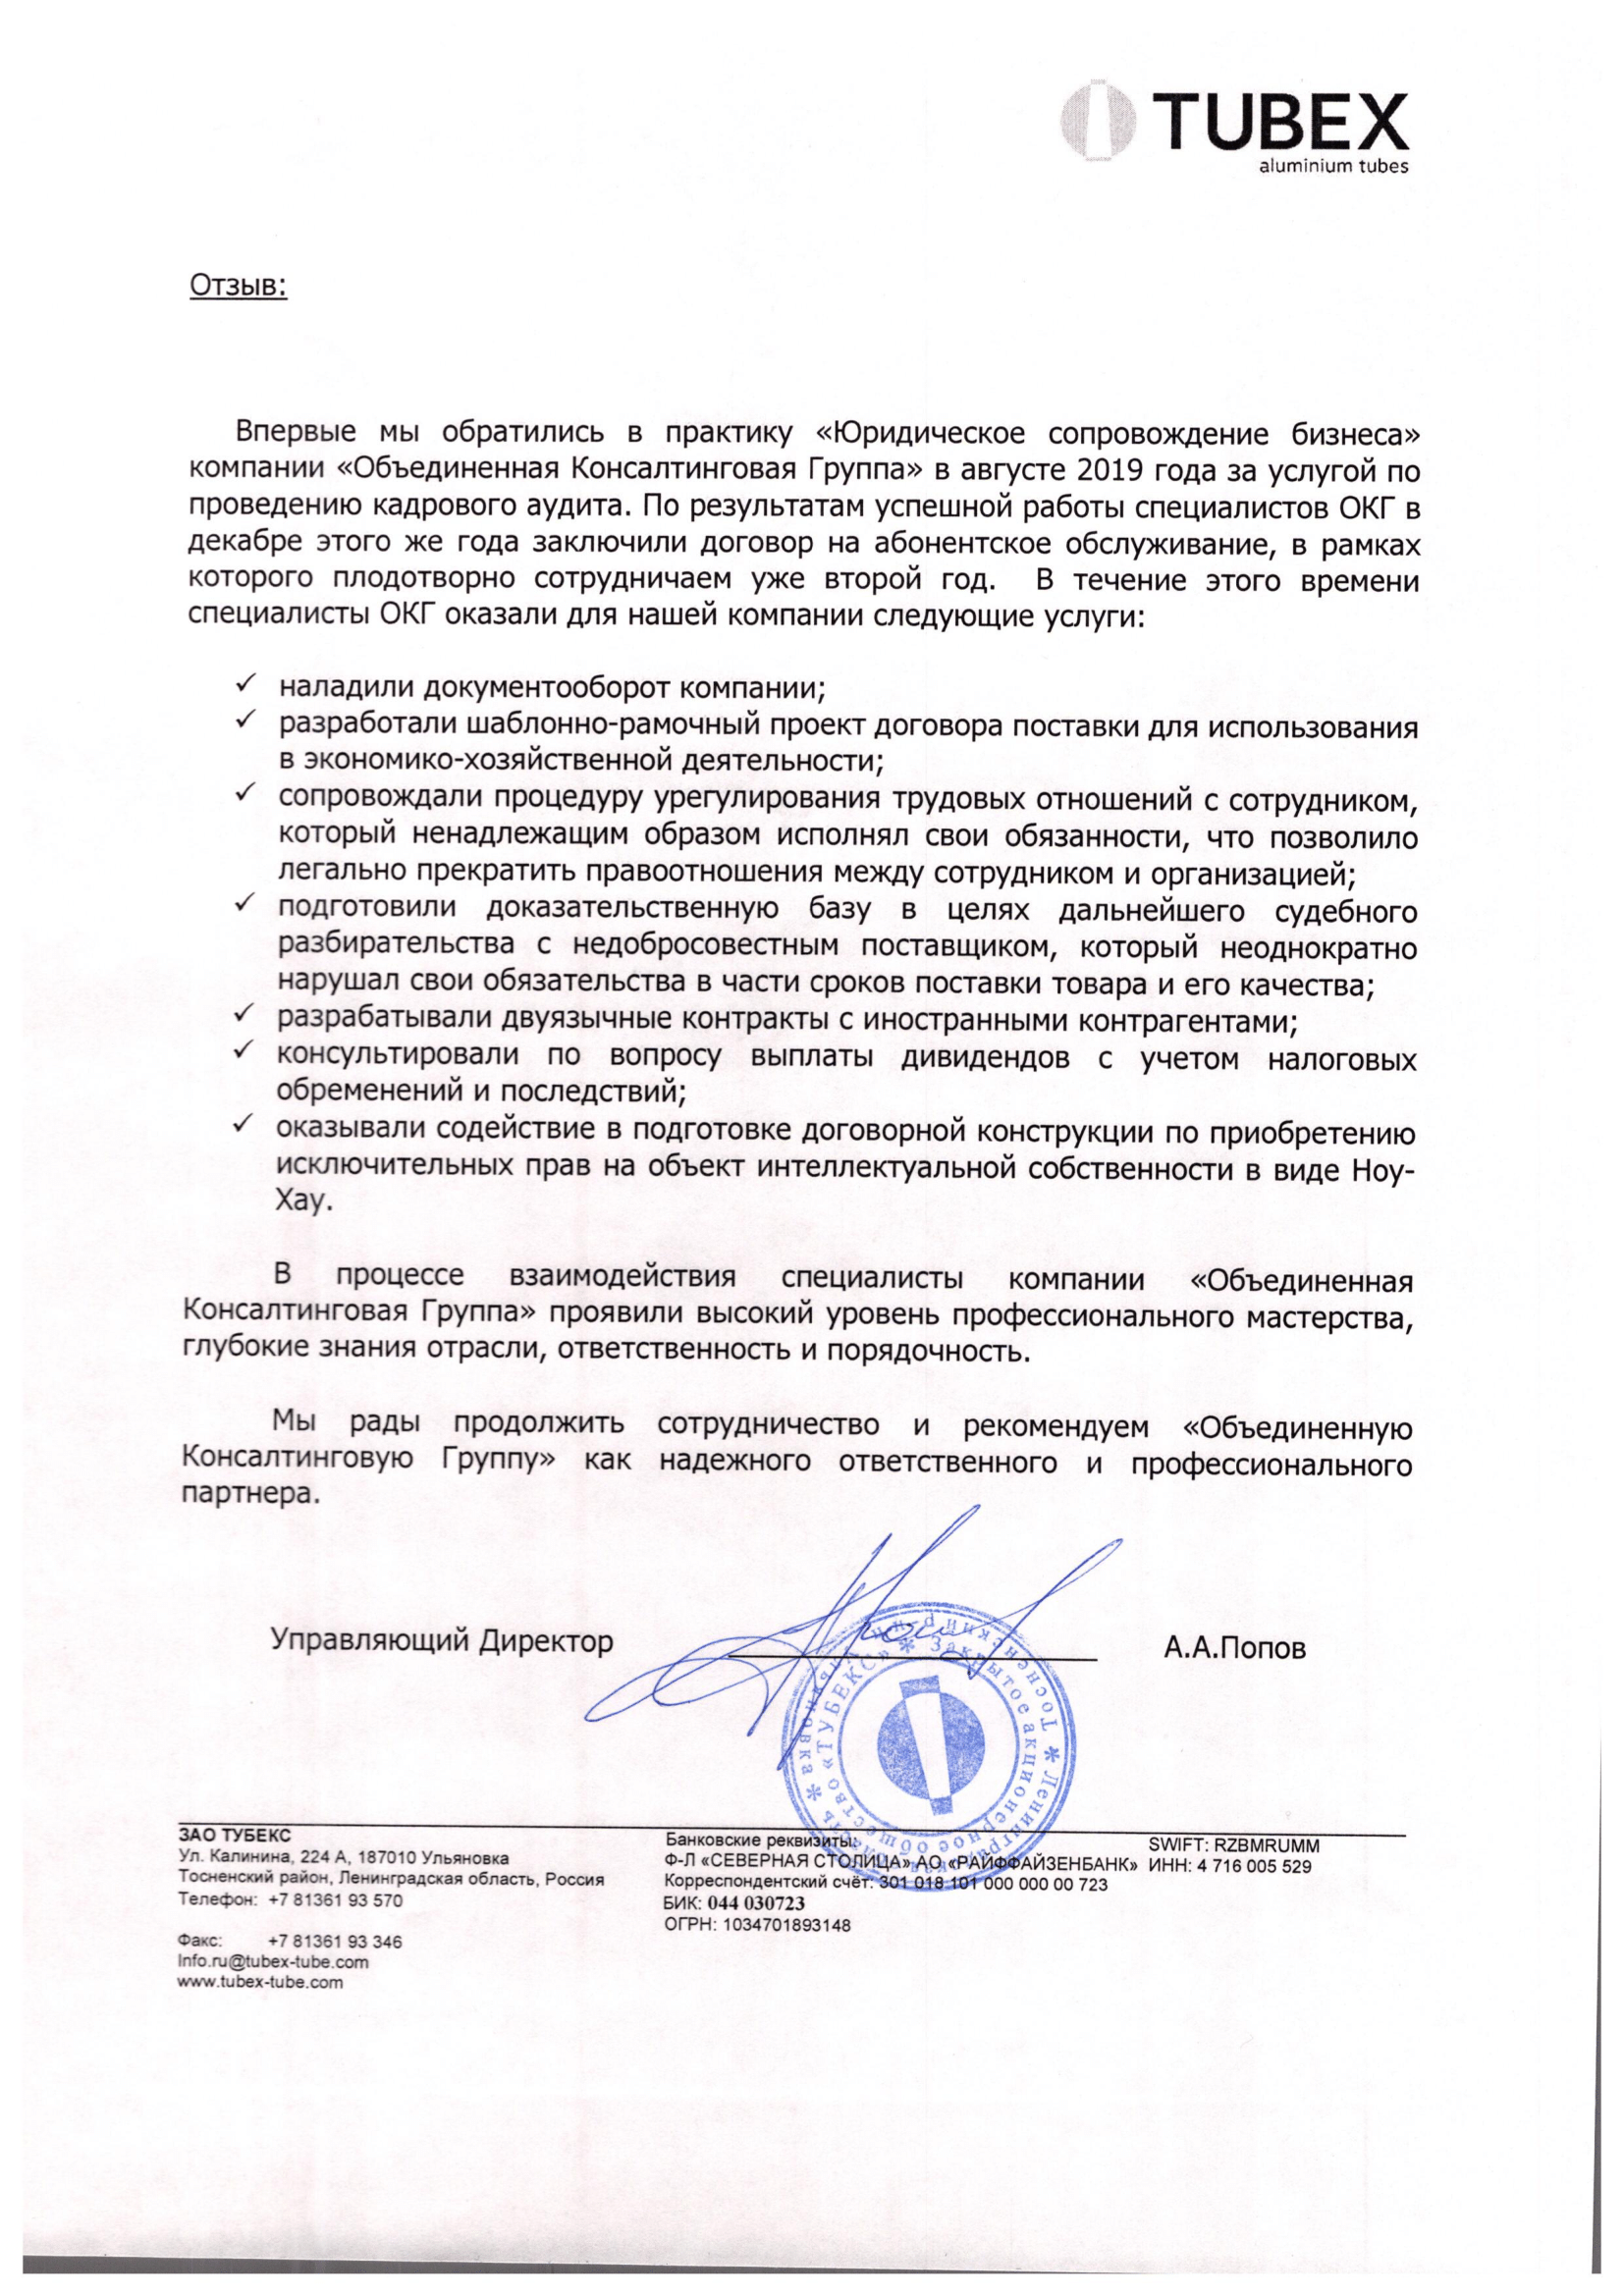 TUBEX
aluminium tubes
Отзыв:
Впервые мы обратились в практику «Юридическое сопровождение бизнеса»
компании «Объединенная Консалтинговая Группа» в августе 2019 года за услугой по
проведению кадрового аудита. По результатам успешной работы специалистов ОКГ в
декабре этого же года заключили договор на абонентское обслуживание, в рамках
которого плодотворно сотрудничаем уже второй год. В течение этого времени
специалисты ОКГ оказали для нашей компании следующие услуги:
✓ наладили документооборот компании;
✓ разработали шаблонно-рамочный проект договора поставки для использования
в экономико-хозяйственной деятельности;
✓ сопровождали процедуру урегулирования трудовых отношений с сотрудником,
который ненадлежащим образом исполнял свои обязанности, что позволило
легально прекратить правоотношения между сотрудником и организацией;
✓ подготовили доказательственную базу в целях дальнейшего судебного
разбирательства с недобросовестным поставщиком, который неоднократно
нарушал свои обязательства в части сроков поставки товара и его качества;
✓ разрабатывали двуязычные контракты с иностранными контрагентами;
✓ консультировали по вопросу выплаты дивидендов с учетом налоговых
обременений и последствий;
✓ оказывали содействие в подготовке договорной конструкции по приобретению
исключительных прав на объект интеллектуальной собственности в виде Ноу-
Хау.
В процессе взаимодействия специалисты компании «Объединенная
Консалтинговая Группа» проявили высокий уровень профессионального мастерства,
глубокие знания отрасли, ответственность и порядочность.
Мы рады продолжить сотрудничество и рекомендуем «Объединенную
Консалтинговую Группу» как надежного ответственного и профессионального
партнера.
Управляющий Директор А.А.Попов
* Ленинградская область * Ульяновка Тосненский р-н
* Закрытое акционерное общество «ТУБЕКС»
ЗАО ТУБЕКС
Ул. Калинина, 224 А, 187010 Ульяновка
Тосненский район, Ленинградская область, Россия
Телефон: +7 81361 93 570
Факс: +7 81361 93 346
Info.ru@tubex-tube.com
www.tubex-tube.com
Банковские реквизиты:
Ф-Л «СЕВЕРНАЯ СТОЛИЦА» АО «РАЙФФАЙЗЕНБАНК»
Корреспондентский счёт: 301 018 101 000 000 00 723
БИК: 044 030723
ОГРН: 1034701893148
SWIFT: RZBMRUMM
ИНН: 4 716 005 529